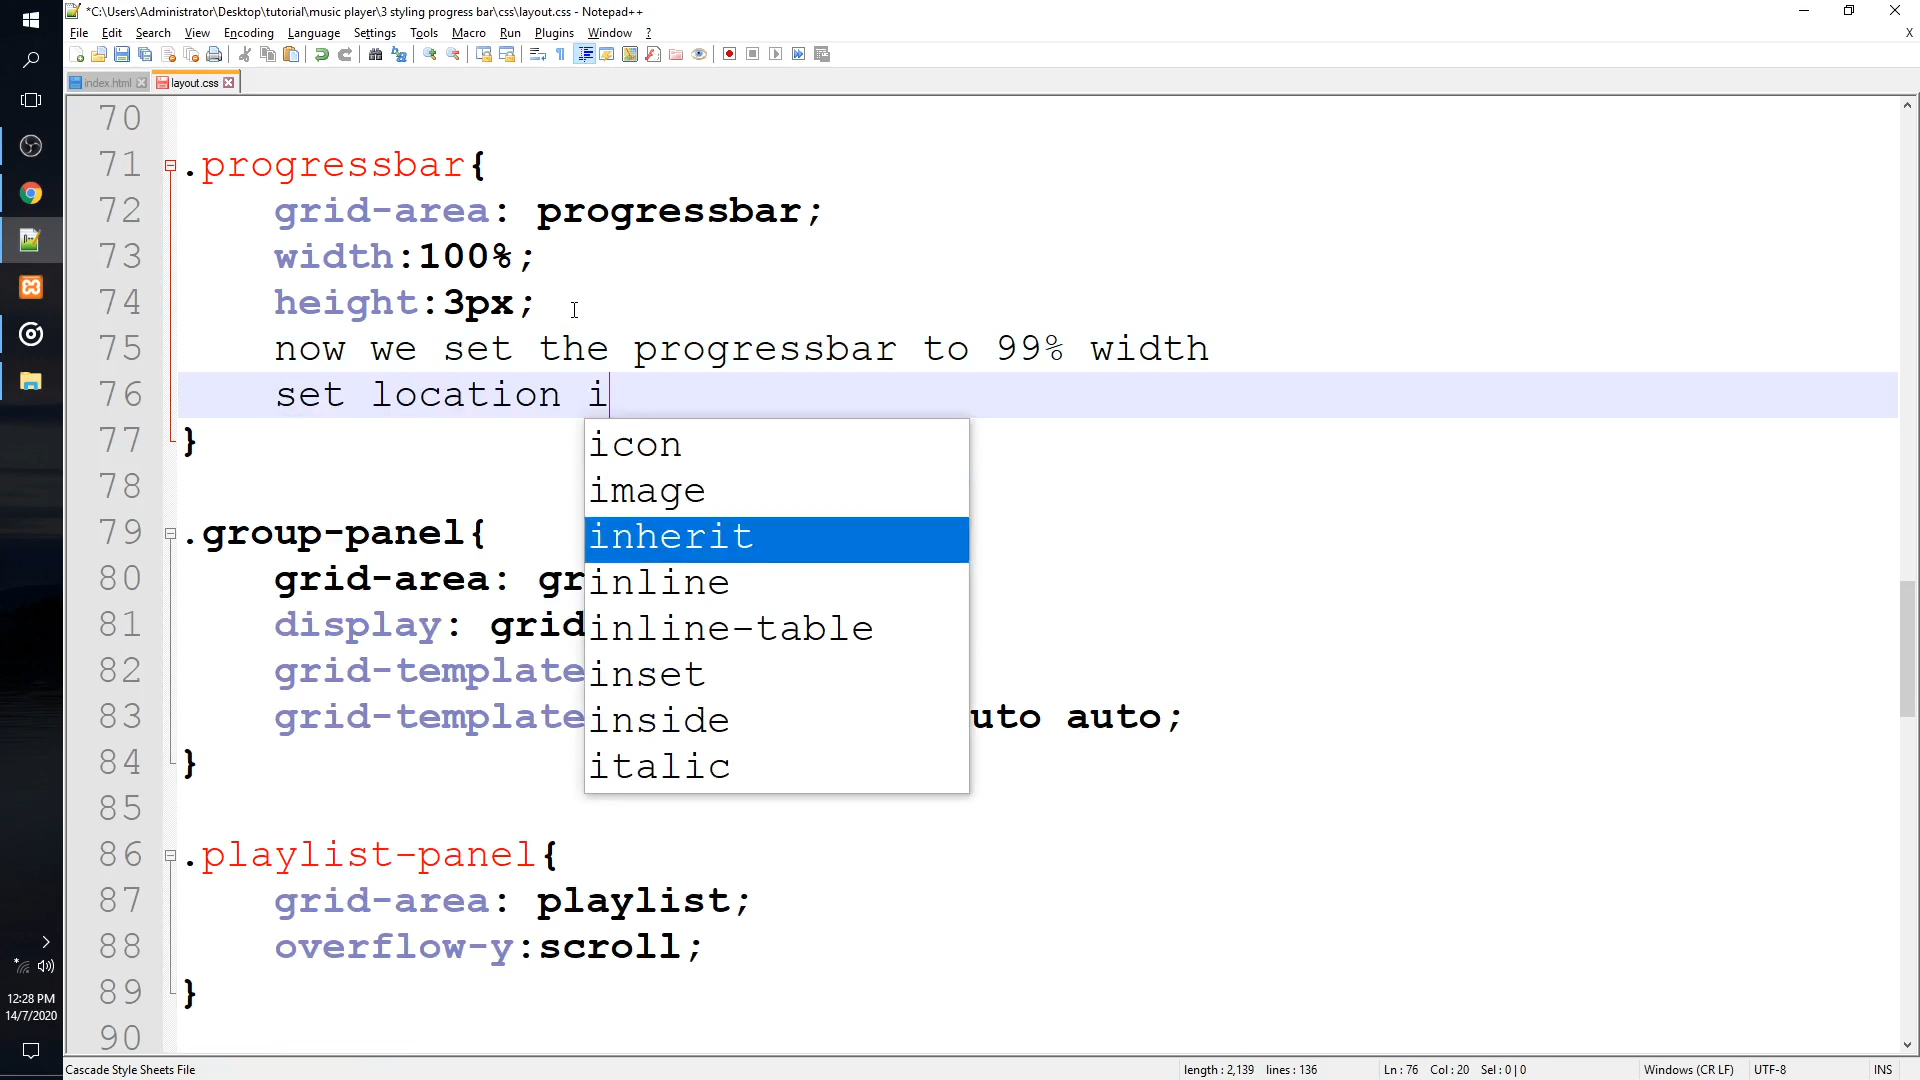 *C:\Users\Administrator\Desktop\tutorial\music player\3 styling progress bar\css\layout.css - Notepad++
File Edit Search View Encoding Language Settings Tools Macro Run Plugins Window ? X
index.html layout.css
70
71 .progressbar{
72 grid-area: progressbar;
73 width:100%;
74 height:3px;
75 now we set the progressbar to 99% width
76 set location i
77 }
icon
78
image
79 .group-panel{
inherit
80 grid-area: gr
inline
81 display: grid
inline-table
82 grid-template
inset
83 grid-template uto auto;
inside
84 }
italic
85
86 .playlist-panel{
87 grid-area: playlist;
88 overflow-y:scroll;
89 }
90
12:28 PM
14/7/2020
Cascade Style Sheets File length : 2,139 lines : 136 Ln : 76 Col : 20 Sel : 0 | 0 Windows (CR LF) UTF-8 INS